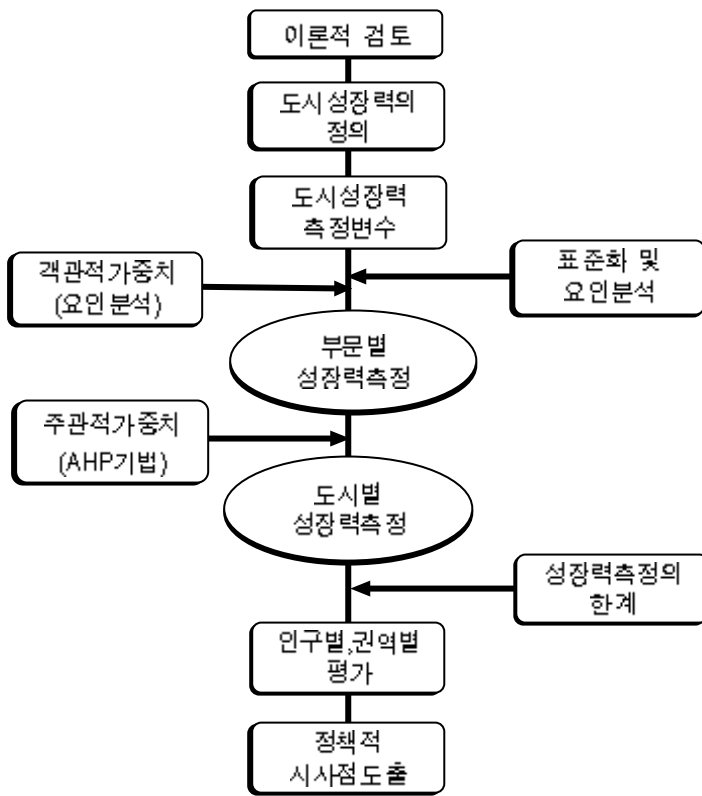 이론적 검토
도시성장력의
정의
도시성장력
측정변수
객관적가중치
(요인분석)
표준화 및
요인분석
부문별
성장력측정
주관적가중치
(AHP기법)
도시별
성장력측정
성장력측정의
한계
인구별,권역별
평가
정책적
시사점도출